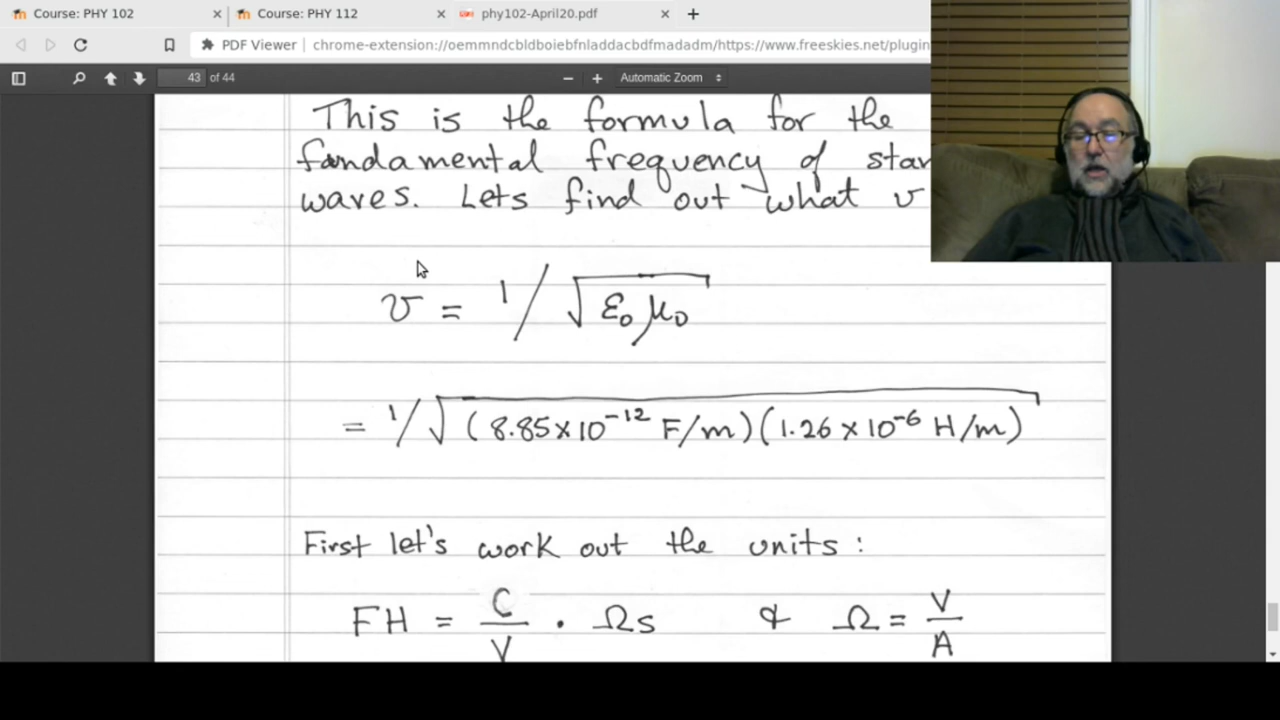 Course: PHY 102
Course: PHY 112
phy102-April20.pdf
PDF Viewer chrome-extension://oemmndcbldboiebfnladdacbdfmadadm/https://www.freeskies.net/plugin
43 of 44
Automatic Zoom
This is the formula for the
fundamental frequency of stan
waves. Lets find out what v
v = 1/√ε₀μ₀
= 1/√(8.85×10⁻¹² F/m)(1.26×10⁻⁶ H/m)
First let's work out the units:
FH = C/V · Ωs & Ω = V/A